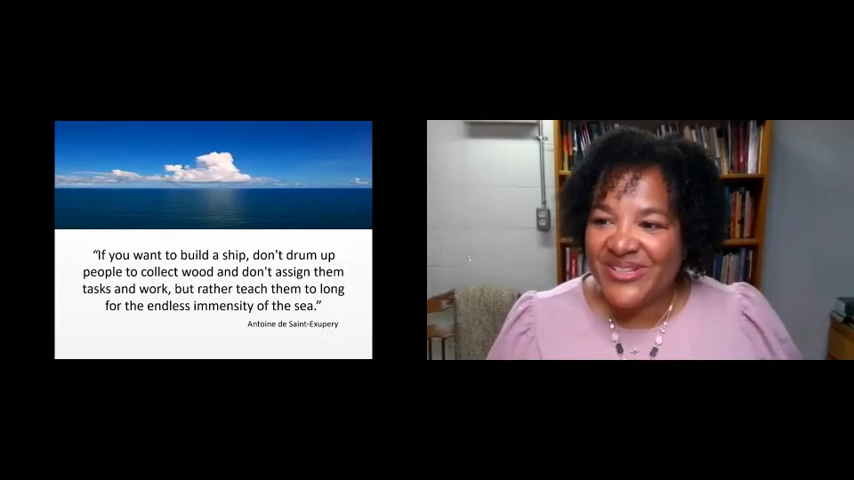 “If you want to build a ship, don't drum up
people to collect wood and don't assign them
tasks and work, but rather teach them to long
for the endless immensity of the sea.”
Antoine de Saint-Exupery